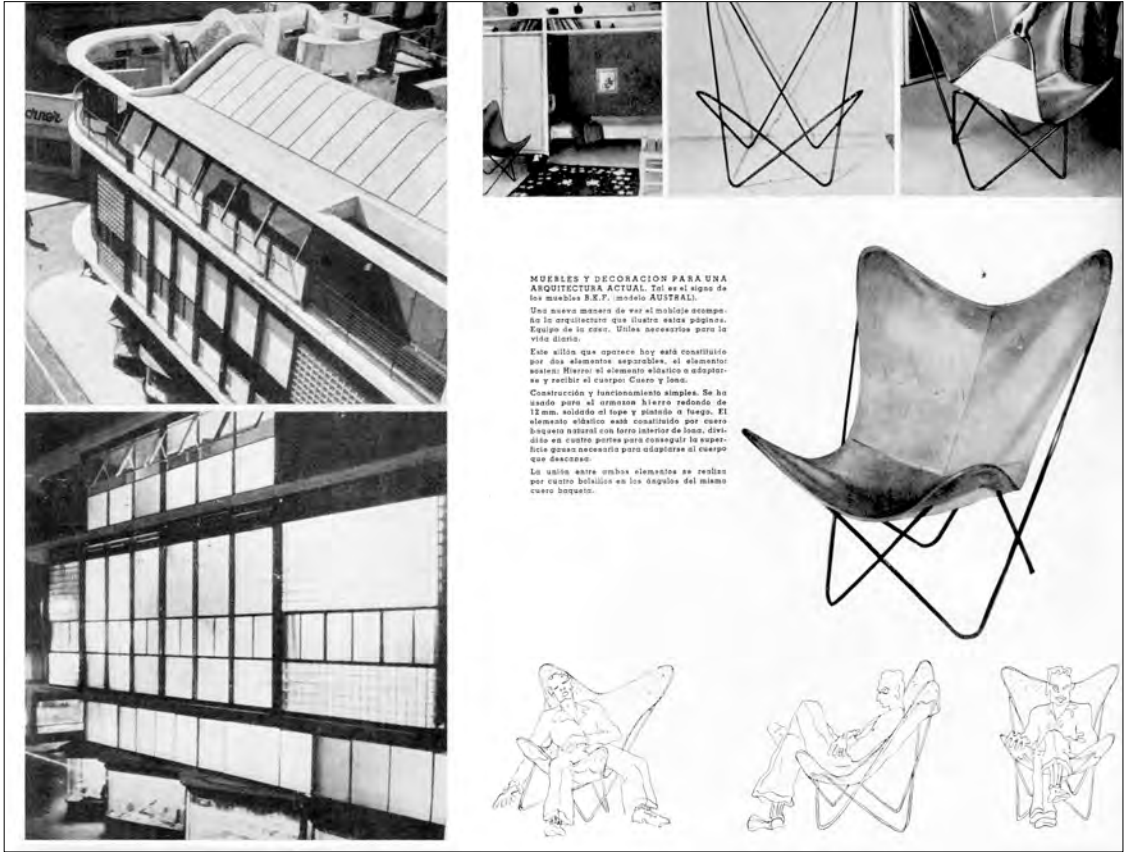 MUEBLES Y DECORACION PARA UNA
ARQUITECTURA ACTUAL. Tal es el signo de
los muebles B.K.F. (modelo AUSTRAL).
Una nueva manera de ver el moblaje acompa-
ña la arquitectura que ilustra estas páginas.
Equipo de la casa. Utiles necesarios para la
vida diaria.
Este sillón que aparece hoy está constituido
por dos elementos separables, el elemento:
sosten: Hierro; el elemento elástico a adaptar-
se y recibir el cuerpo: Cuero y lona.
Construcción y funcionamiento simples. Se ha
usado para el armazon hierro redondo de
12 mm. soldado al tope y pintado a fuego. El
elemento elástico está constituido por cuero
baqueta natural con forro interior de lona, divi-
dido en cuatro partes para conseguir la super-
ficie gausa necesaria para adaptarse al cuerpo
que descansa.
La unión entre ambos elementos se realiza
por cuatro bolsillos en los ángulos del mismo
cuero baqueta.